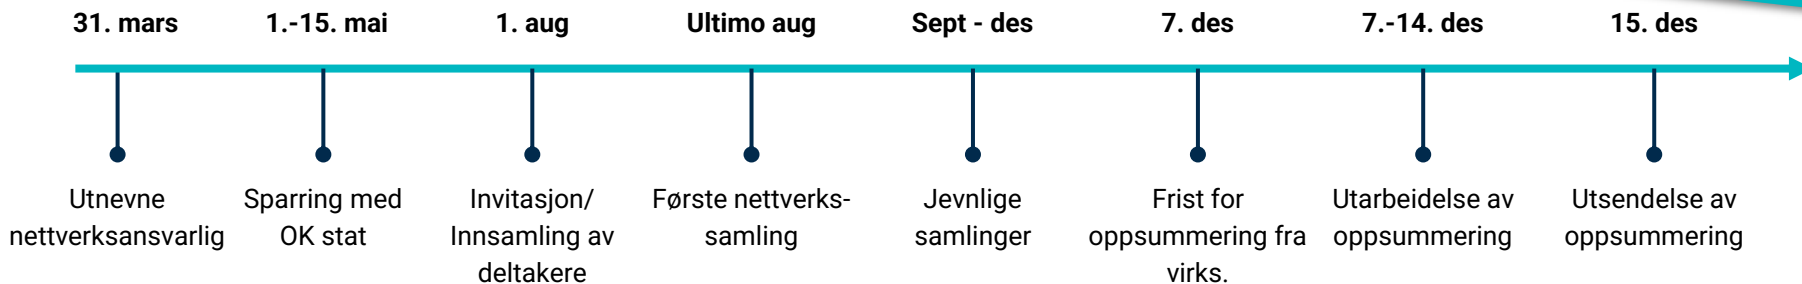 31. mars
1.-15. mai
1. aug
Ultimo aug
Sept - des
7. des
7.-14. des
15. des
Utnevne
nettverksansvarlig
Sparring med
OK stat
Invitasjon/
Innsamling av
deltakere
Første nettverks-
samling
Jevnlige
samlinger
Frist for
oppsummering fra
virks.
Utarbeidelse av
oppsummering
Utsendelse av
oppsummering